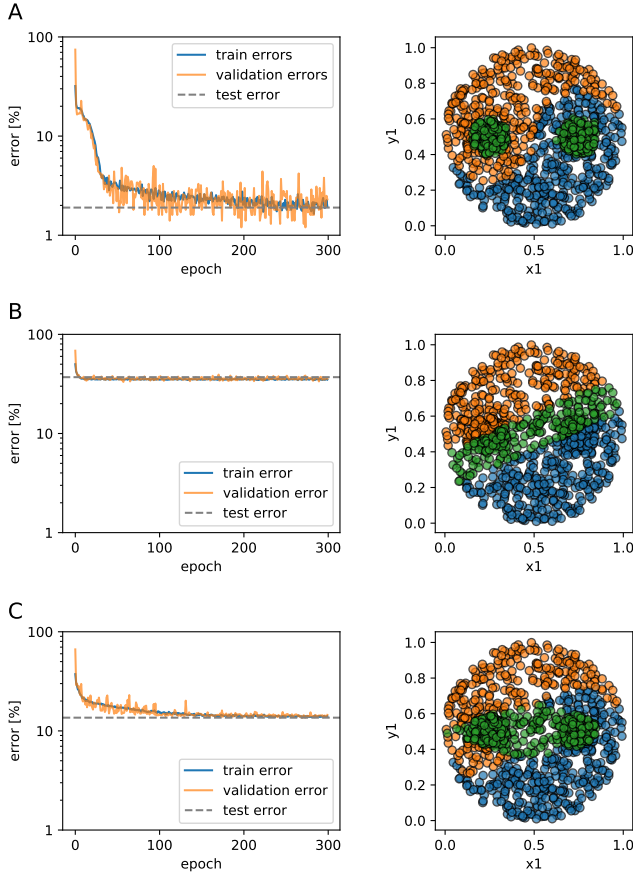 A
100
10
1
error [%]
0
100
200
300
epoch
train errors
validation errors
test error
1.0
0.8
0.6
0.4
0.2
0.0
y1
0.0
0.5
1.0
x1
B
100
10
1
error [%]
0
100
200
300
epoch
train error
validation error
test error
1.0
0.8
0.6
0.4
0.2
0.0
y1
0.0
0.5
1.0
x1
C
100
10
1
error [%]
0
100
200
300
epoch
train error
validation error
test error
1.0
0.8
0.6
0.4
0.2
0.0
y1
0.0
0.5
1.0
x1